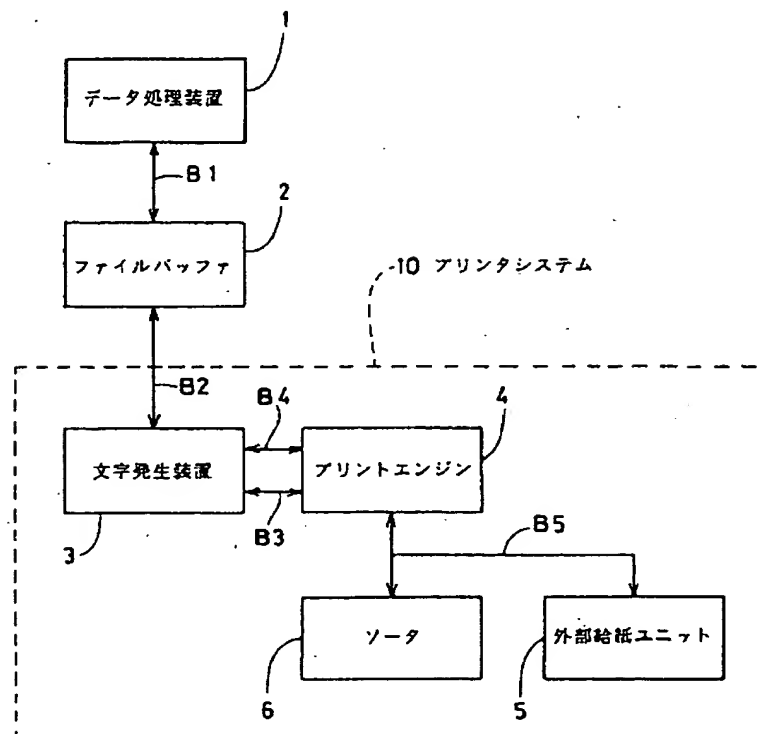 1
データ処理装置
B1
2
ファイルバッファ
10 プリンタシステム
B2
B4
4
文字発生装置
プリントエンジン
3
B3
B5
ソータ
外部給紙ユニット
6
5